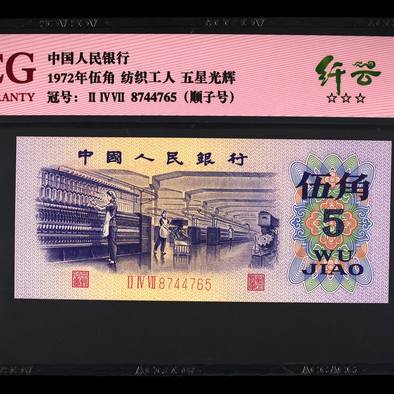 EG
RANTY
中国人民银行
1972年伍角 纺织工人 五星光辉
冠号： II IV VII 8744765（顺子号）
纤云
☆☆☆
中國人民銀行
伍角
5
WU
JIAO
II IV VII 8744765